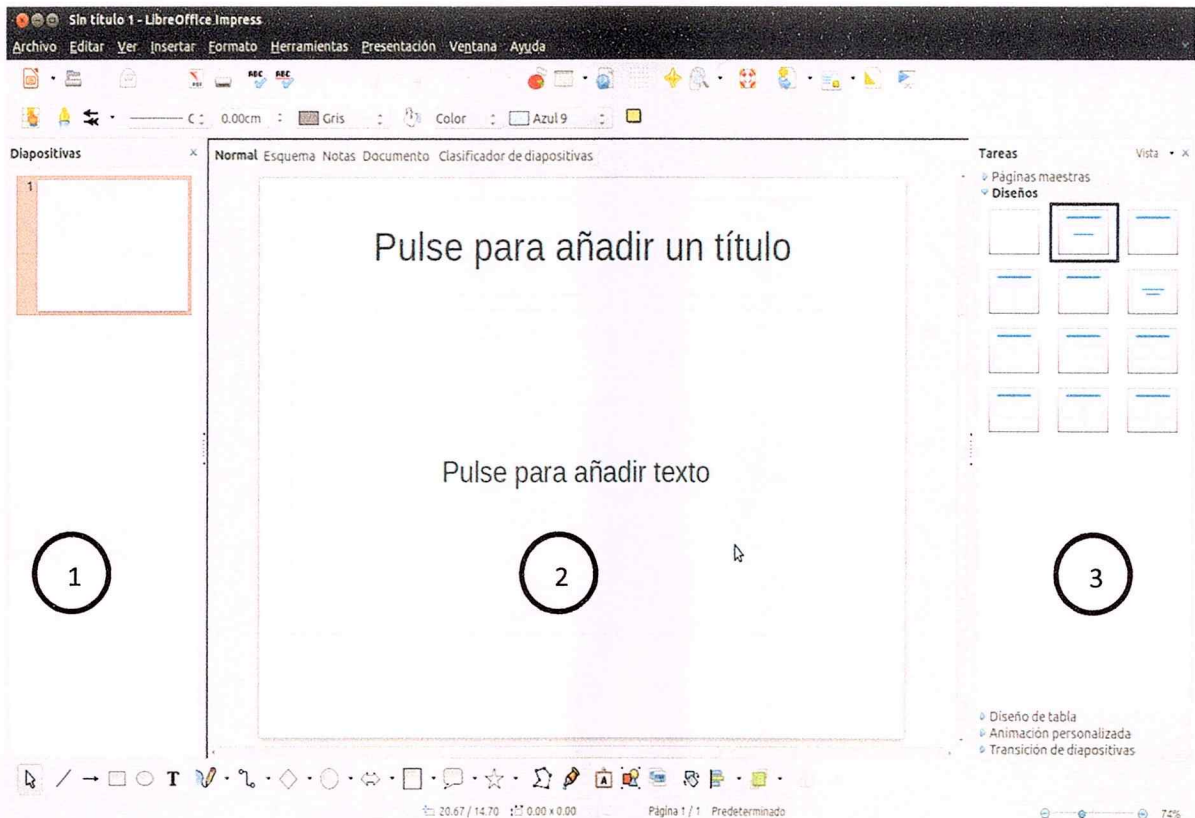 Sin título 1 - LibreOffice Impress
Archivo Editar Ver Insertar Formato Herramientas Presentación Ventana Ayuda
ABC ABC
0.00cm Gris Color Azul 9
Diapositivas
Normal Esquema Notas Documento Clasificador de diapositivas
Tareas Vista
Páginas maestras
Diseños
1
Pulse para añadir un título
Pulse para añadir texto
1
2
3
Diseño de tabla
Animación personalizada
Transición de diapositivas
T
A
20.67 / 14.70 0.00 x 0.00 Página 1 / 1 Predeterminado 74%